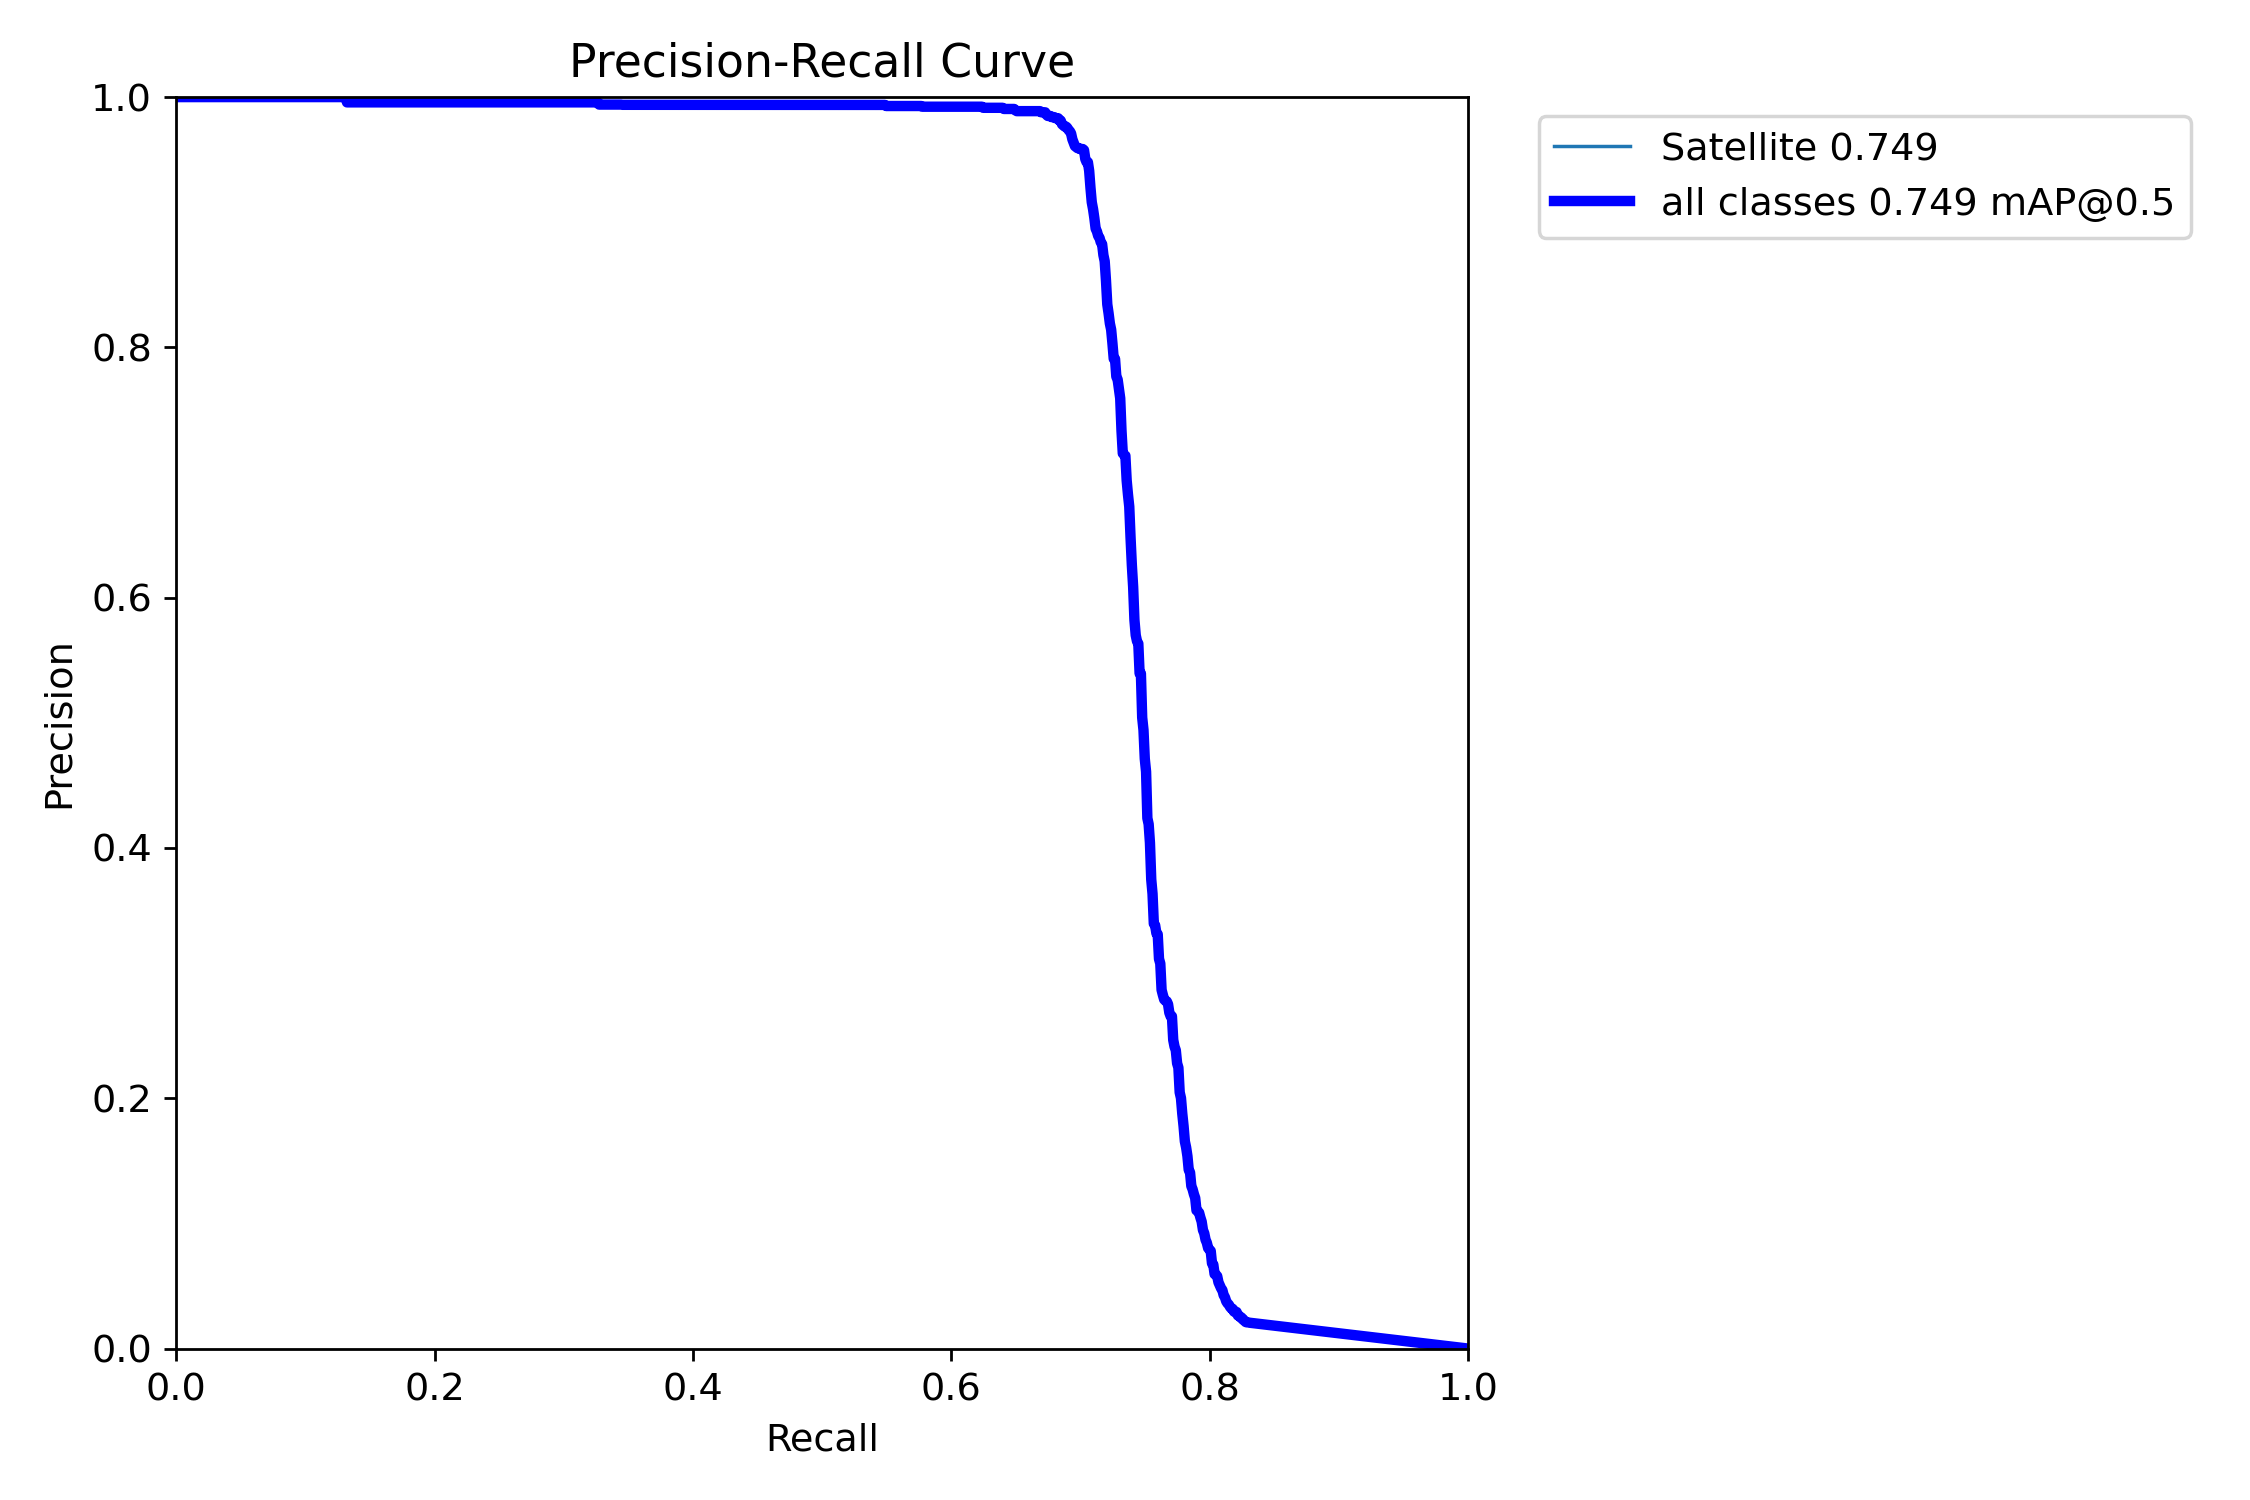 Precision-Recall Curve
1.0
0.8
0.6
0.4
0.2
0.0
Precision
0.0 0.2 0.4 0.6 0.8 1.0
Recall
Satellite 0.749
all classes 0.749 mAP@0.5